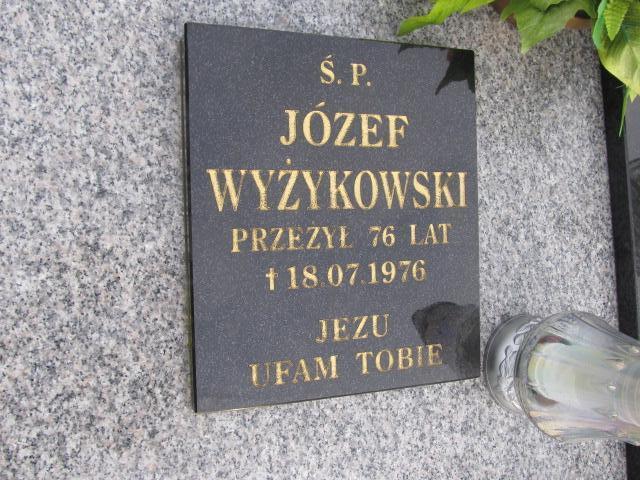 Ś. P.
JÓZEF
WYŻYKOWSKI
PRZEŻYŁ 76 LAT
† 18.07.1976
JEZU
UFAM TOBIE